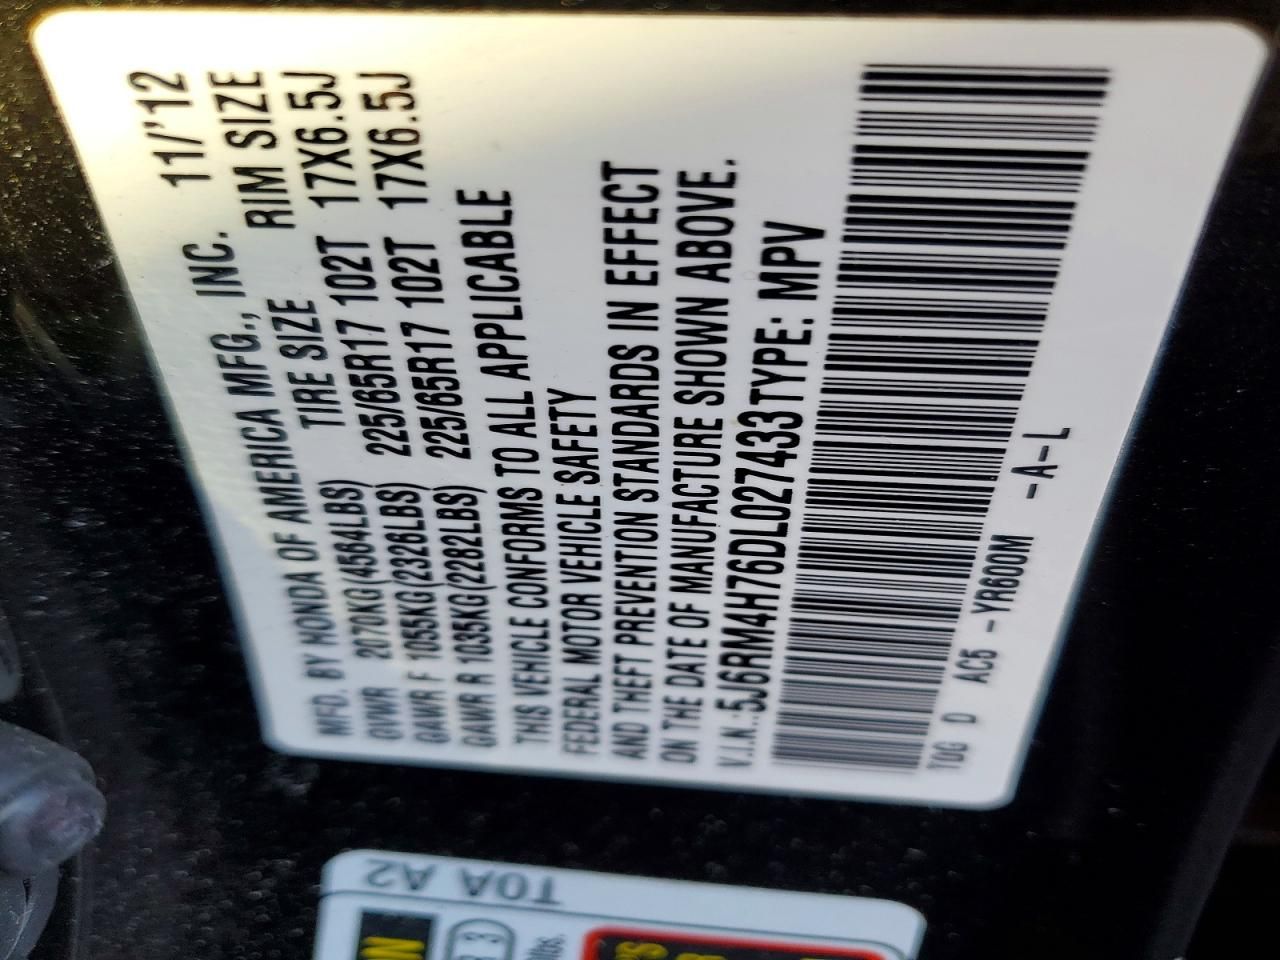 MFD. BY HONDA OF AMERICA MFG., INC. 11/'12
GVWR 2070KG(4564LBS) TIRE SIZE RIM SIZE
GAWR F 1055KG(2326LBS) 225/65R17 102T 17X6.5J
GAWR R 1035KG(2282LBS) 225/65R17 102T 17X6.5J
THIS VEHICLE CONFORMS TO ALL APPLICABLE
FEDERAL MOTOR VEHICLE SAFETY
AND THEFT PREVENTION STANDARDS IN EFFECT
ON THE DATE OF MANUFACTURE SHOWN ABOVE.
V.I.N.:5J6RM4H76DL027433 TYPE: MPV
T0G D AC5 -YR600M -A-L
T0A A2